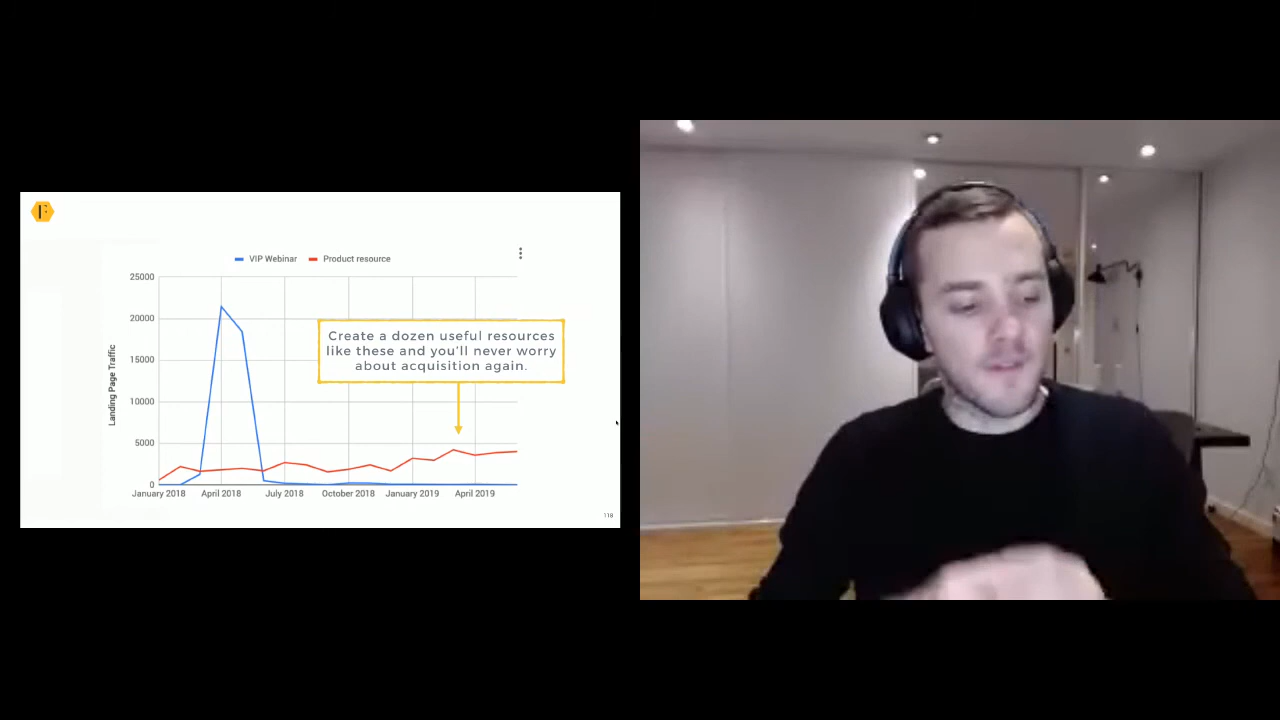 VIP Webinar
Product resource
25000
20000
15000
10000
5000
0
Landing Page Traffic
Create a dozen useful resources
like these and you'll never worry
about acquisition again.
January 2018
April 2018
July 2018
October 2018
January 2019
April 2019
118